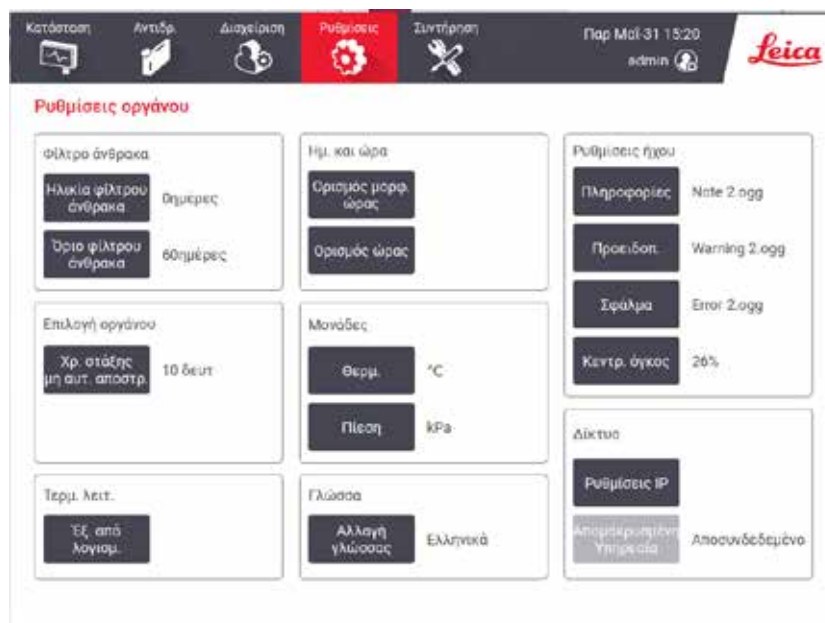 Κατάσταση
Αντιδρ.
Διαχείριση
Ρυθμίσεις
Συντήρηση
Παρ Μαΐ-31 15:20
admin
Leica
Ρυθμίσεις οργάνου
Φίλτρο άνθρακα
Ηλικία φίλτρου
άνθρακα
0ημέρες
Όριο φίλτρου
άνθρακα
60ημέρες
Επιλογή οργάνου
Χρ. στάξης
μη αυτ. αποστρ.
10 δευτ
Τερμ. λειτ.
Έξ. από
λογισμ.
Ημ. και ώρα
Ορισμός μορφ.
ώρας
Ορισμός ώρας
Μονάδες
Θερμ.
°C
Πίεση
kPa
Γλώσσα
Αλλαγή
γλώσσας
Ελληνικά
Ρυθμίσεις ήχου
Πληροφορίες
Note 2.ogg
Προειδοπ.
Warning 2.ogg
Σφάλμα
Error 2.ogg
Κεντρ. όγκος
26%
Δίκτυο
Ρυθμίσεις IP
Απομακρυσμένη
Υπηρεσία
Αποσυνδεδεμένο